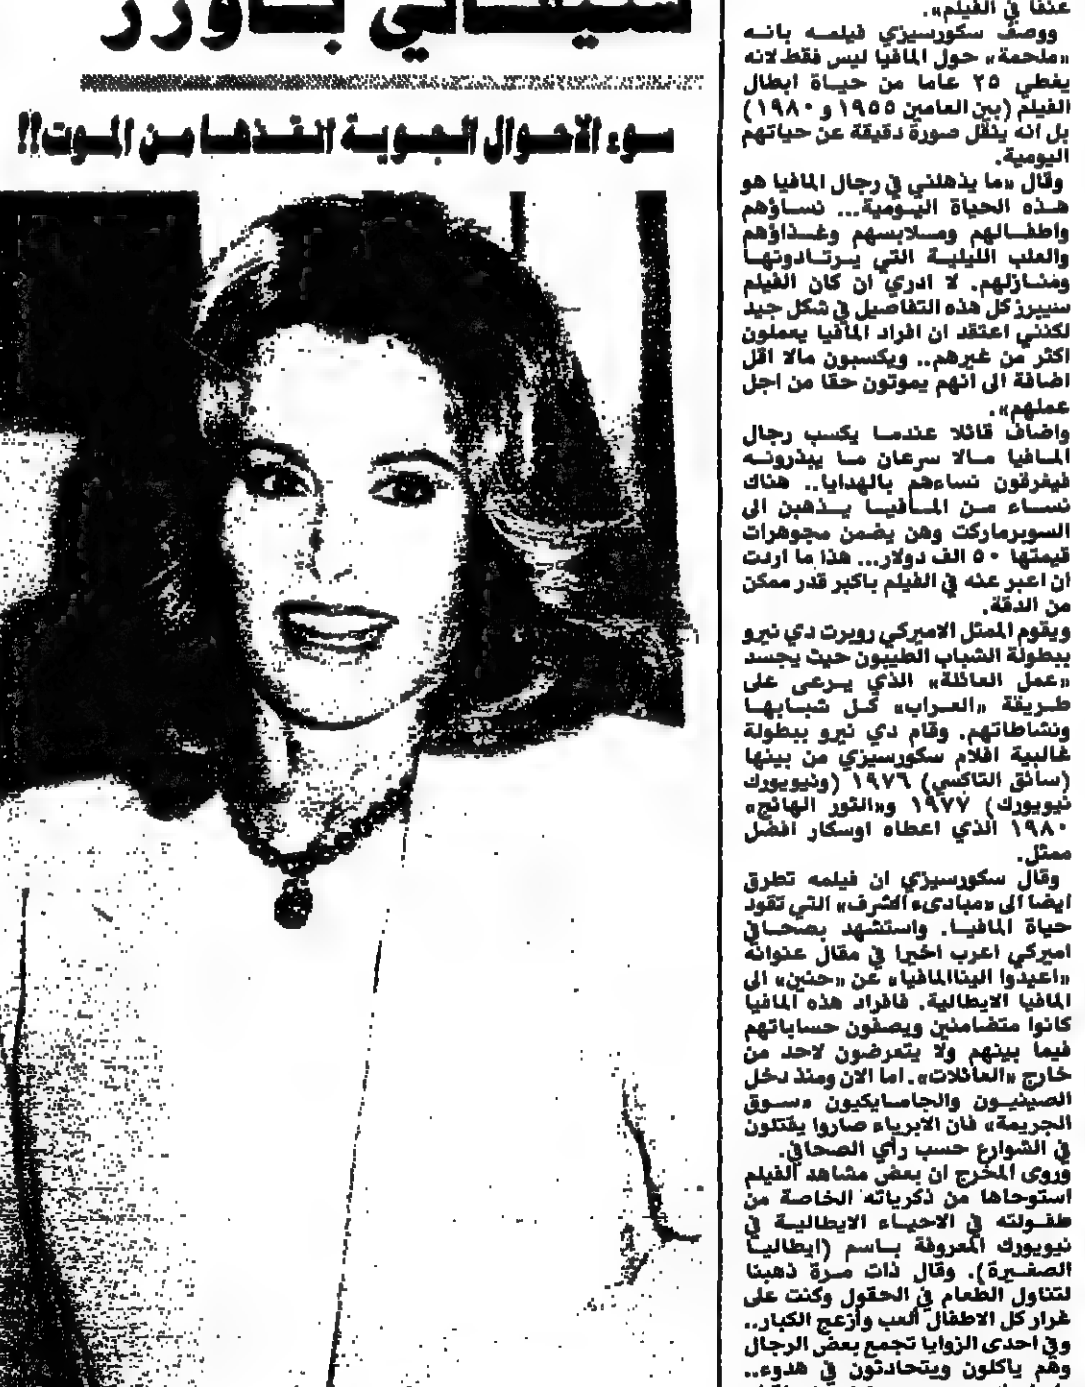 ستيفاني باورز
سوء الاحوال الجوية انقذها من الموت!!
عنفا في الفيلم».
ووصف سكورسيزي فيلمه بانه
«ملحمة» حول المافيا ليس فقط لانه
يغطي ٢٥ عاما من حياة ابطال
الفيلم (بين العامين ١٩٥٥ و ١٩٨٠)
بل انه ينقل صورة دقيقة عن حياتهم
اليومية.
وقال «ما يذهلني في رجال المافيا هو
هذه الحياة اليومية... نساؤهم
واطفالهم وملابسهم وغذاؤهم
والعلب الليلية التي يرتادونها
ومنازلهم. لا ادري ان كان الفيلم
سيبرز كل هذه التفاصيل في شكل جيد
لكنني اعتقد ان افراد المافيا يعملون
اكثر من غيرهم.. ويكسبون مالا اقل
اضافة الى انهم يموتون حقا من اجل
عملهم».
واضاف قائلا عندما يكسب رجال
المافيا مالا سرعان ما يبذرونه
فيغرقون نساءهم بالهدايا.. هناك
نساء من المافيا يذهبن الى
السوبرماركت وهن يضمن مجوهرات
قيمتها ٥٠ الف دولار... هذا ما اردت
ان اعبر عنه في الفيلم باكبر قدر ممكن
من الدقة.
ويقوم الممثل الاميركي روبرت دي نيرو
ببطولة الشباب الطيبون حيث يجسد
«عمل العائلة» الذي يرعى على
طريقة «العراب» كل شبابها
ونشاطاتهم. وقام دي نيرو ببطولة
غالبية افلام سكورسيزي من بينها
(سائق التاكسي) ١٩٧٦ (ونيويورك
نيويورك) ١٩٧٧ و«الثور الهائج»
١٩٨٠ الذي اعطاه اوسكار افضل
ممثل.
وقال سكورسيزي ان فيلمه تطرق
ايضا الى «مبادىء الشرف» التي تقود
حياة المافيا. واستشهد بصحافي
اميركي اعرب اخيرا في مقال عنوانه
«اعيدوا اليناالمافيا» عن «حنين» الى
المافيا الايطالية. فافراد هذه المافيا
كانوا متضامنين ويصفون حساباتهم
فيما بينهم ولا يتعرضون لاحد من
خارج «العائلات». اما الان ومنذ دخل
الصينيون والجامايكيون «سوق
الجريمة» فان الابرياء صاروا يقتلون
في الشوارع حسب رأي الصحافي.
وروى المخرج ان بعض مشاهد الفيلم
استوحاها من ذكرياته الخاصة من
طفولته في الاحياء الايطالية في
نيويورك المعروفة باسم (ايطاليا
الصغيرة). وقال ذات مرة ذهبنا
لتناول الطعام في الحقول وكنت على
غرار كل الاطفال ألعب وأزعج الكبار..
وفي احدى الزوايا تجمع بعض الرجال
وهم ياكلون ويتحادثون في هدوء..